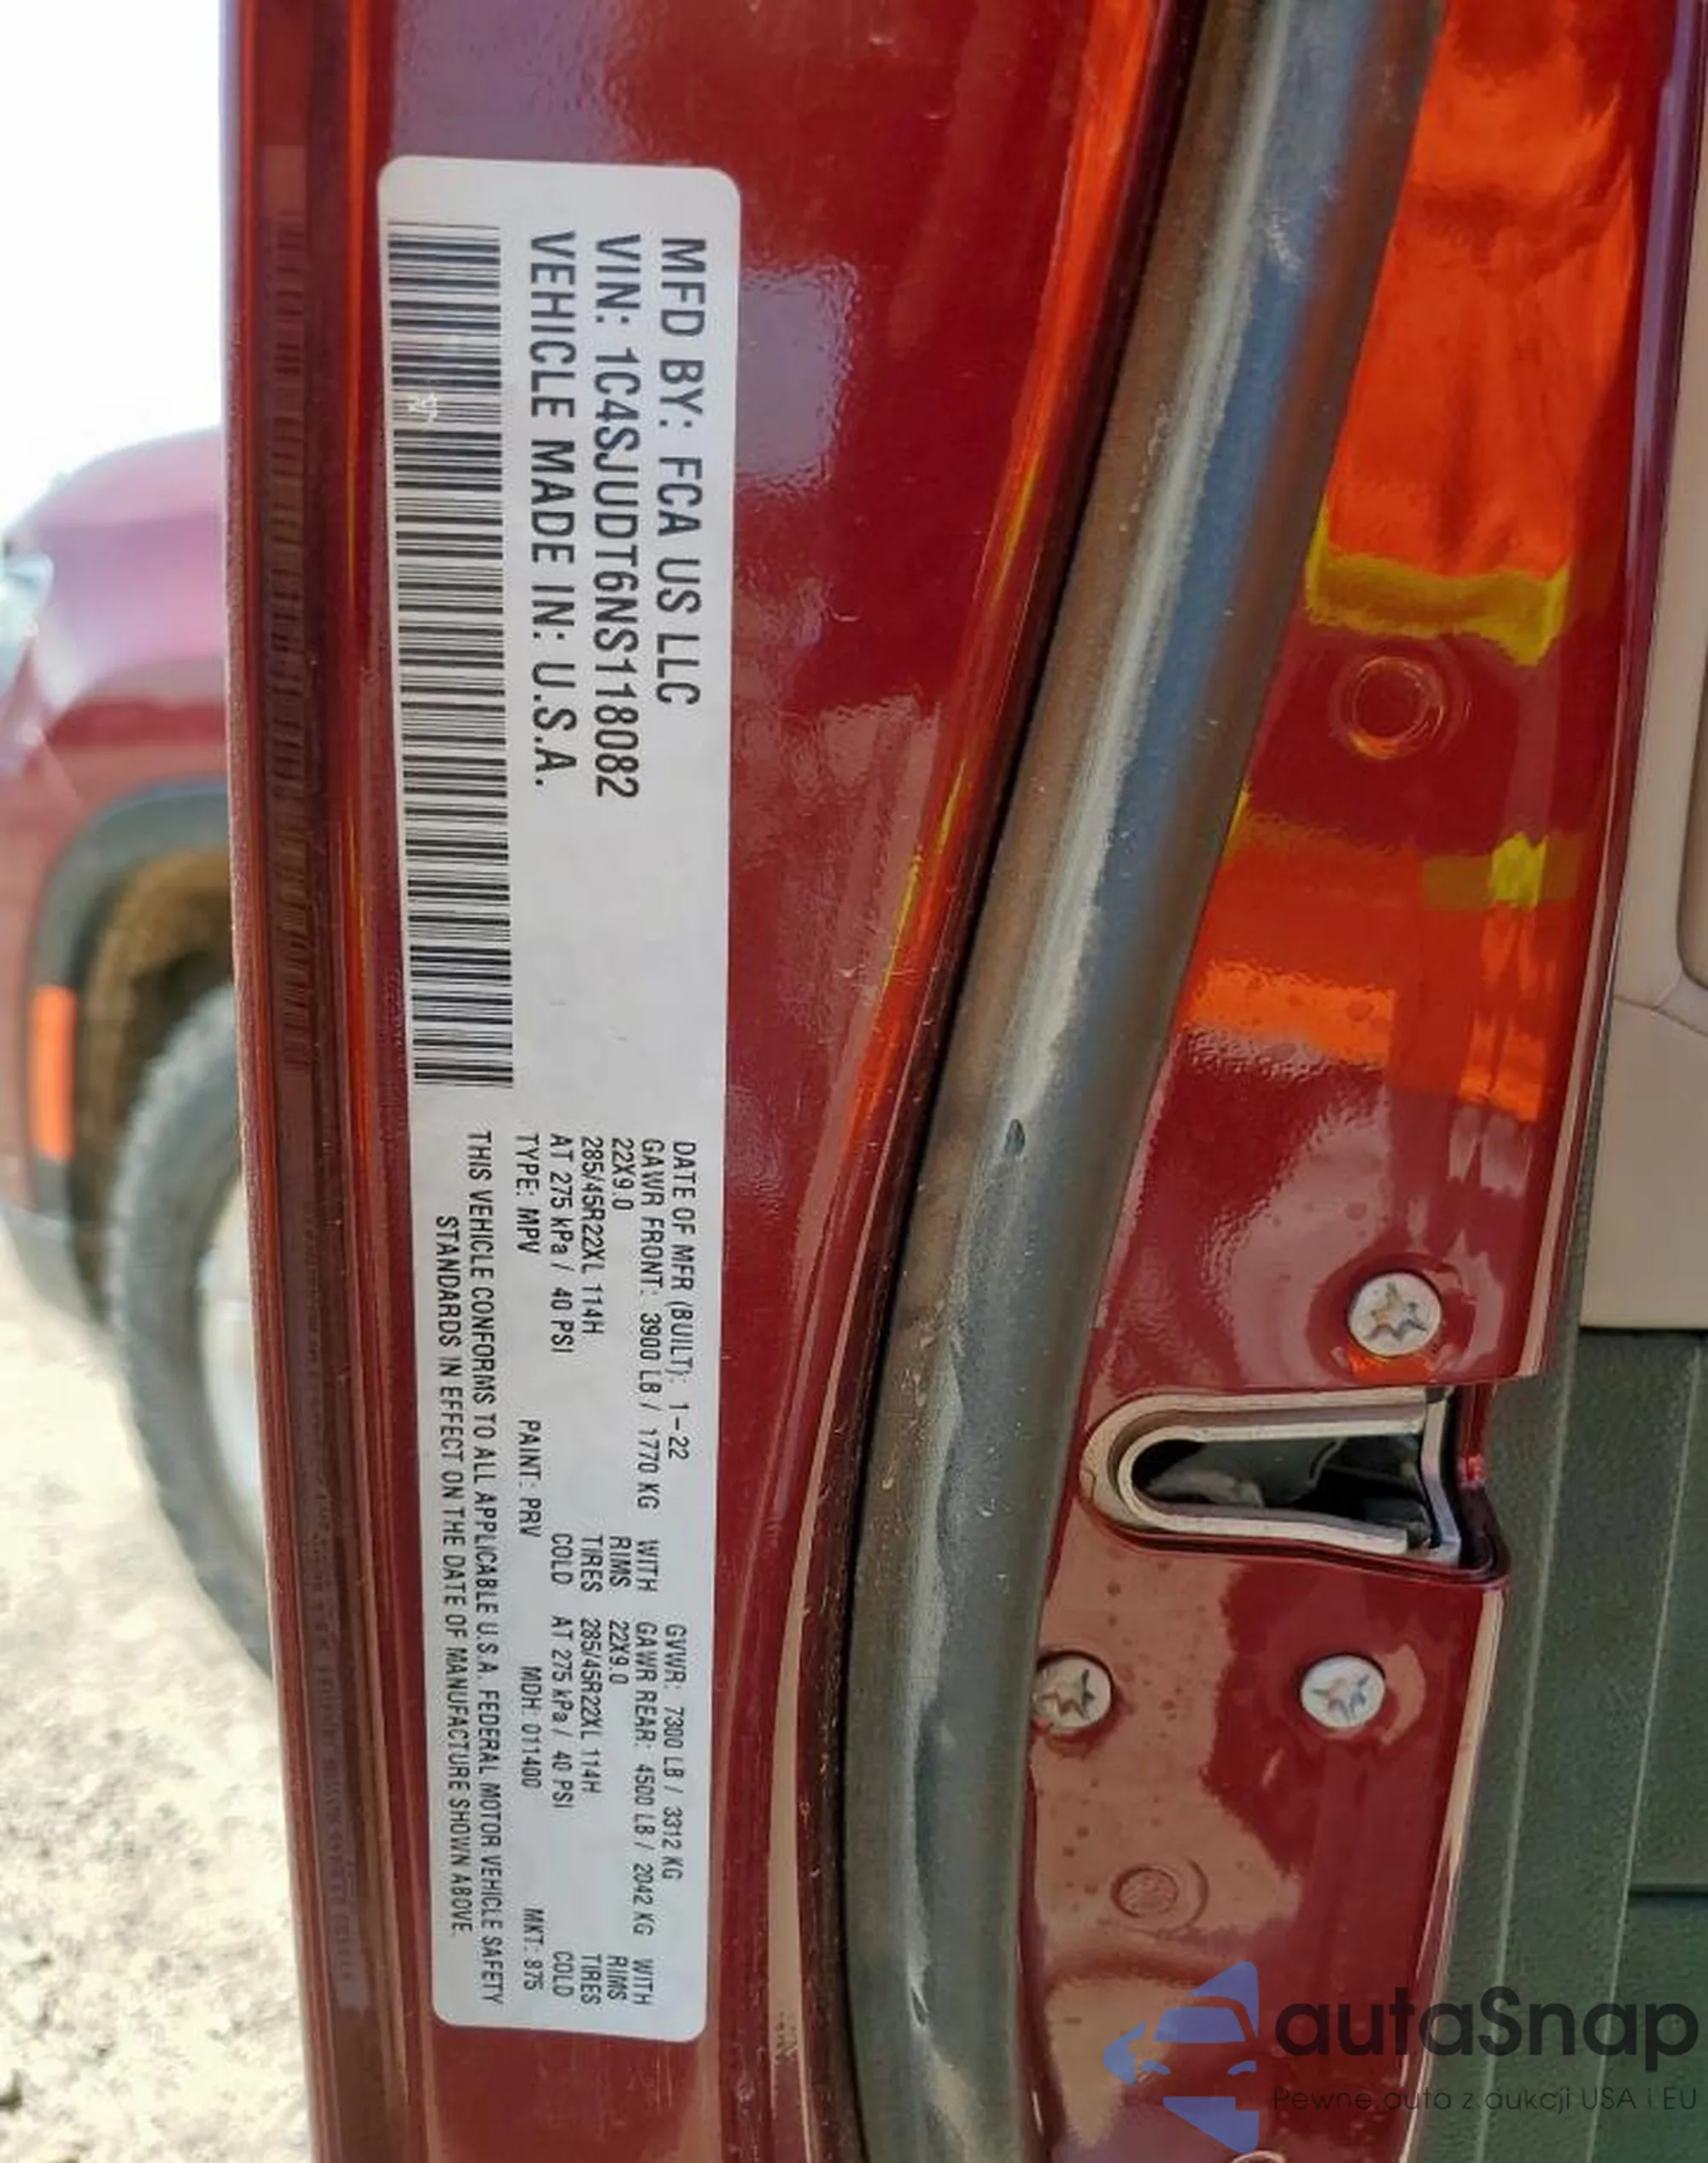 MFD BY: FCA US LLC
VIN: 1C4SJUDT6NS118082
VEHICLE MADE IN: U.S.A.
DATE OF MFR (BUILT): 1-22 GVWR: 7300 LB / 3312 KG
GAWR FRONT: 3900 LB / 1770 KG WITH GAWR REAR: 4500 LB / 2042 KG WITH
22X9.0 RIMS 22X9.0 RIMS
285/45R22XL 114H TIRES 285/45R22XL 114H TIRES
AT 275 kPa / 40 PSI COLD AT 275 kPa / 40 PSI COLD
TYPE: MPV PAINT: PRV MDH: 011400 MKT: 875
THIS VEHICLE CONFORMS TO ALL APPLICABLE U.S.A. FEDERAL MOTOR VEHICLE SAFETY
STANDARDS IN EFFECT ON THE DATE OF MANUFACTURE SHOWN ABOVE.
autaSnap
Pewne auta z aukcji USA i EU